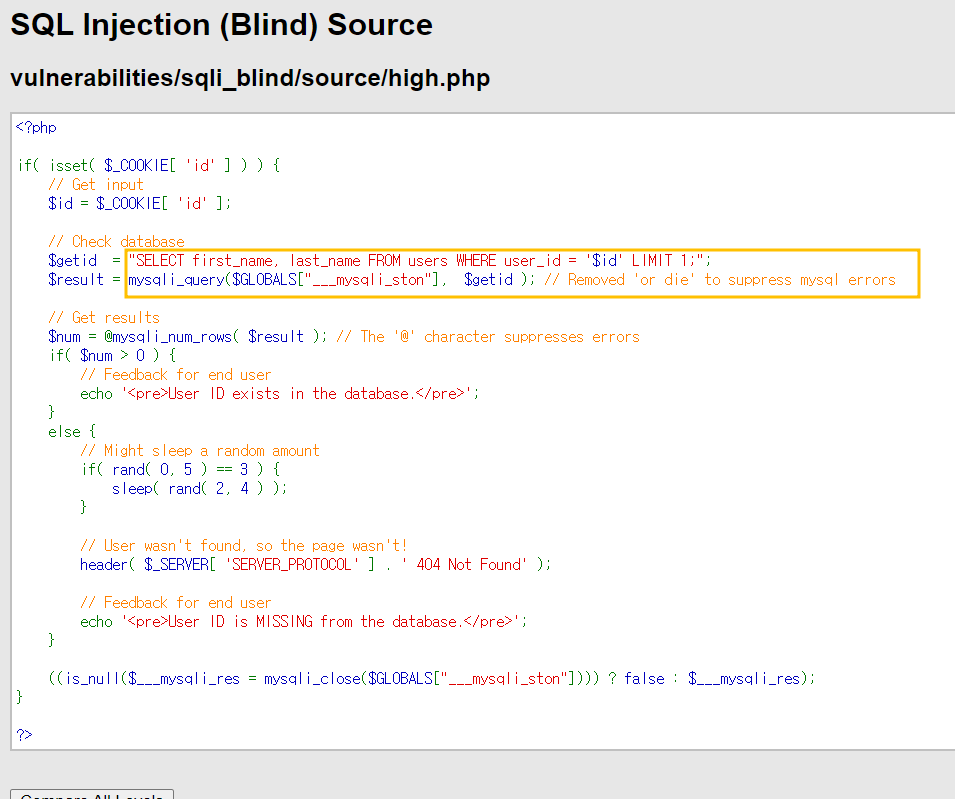 SQL Injection (Blind) Source
vulnerabilities/sqli_blind/source/high.php
<?php
if( isset( $_COOKIE[ 'id' ] ) ) {
// Get input
$id = $_COOKIE[ 'id' ];
// Check database
$getid  = "SELECT first_name, last_name FROM users WHERE user_id = '$id' LIMIT 1;";
$result = mysqli_query($GLOBALS["___mysqli_ston"],  $getid ); // Removed 'or die' to suppress mysql errors
// Get results
$num = @mysqli_num_rows( $result ); // The '@' character suppresses errors
if( $num > 0 ) {
// Feedback for end user
echo '<pre>User ID exists in the database.</pre>';
}
else {
// Might sleep a random amount
if( rand( 0, 5 ) == 3 ) {
sleep( rand( 2, 4 ) );
}
// User wasn't found, so the page wasn't!
header( $_SERVER[ 'SERVER_PROTOCOL' ] . ' 404 Not Found' );
// Feedback for end user
echo '<pre>User ID is MISSING from the database.</pre>';
}
((is_null($___mysqli_res = mysqli_close($GLOBALS["___mysqli_ston"]))) ? false : $___mysqli_res);
}
?>
Compare All Levels